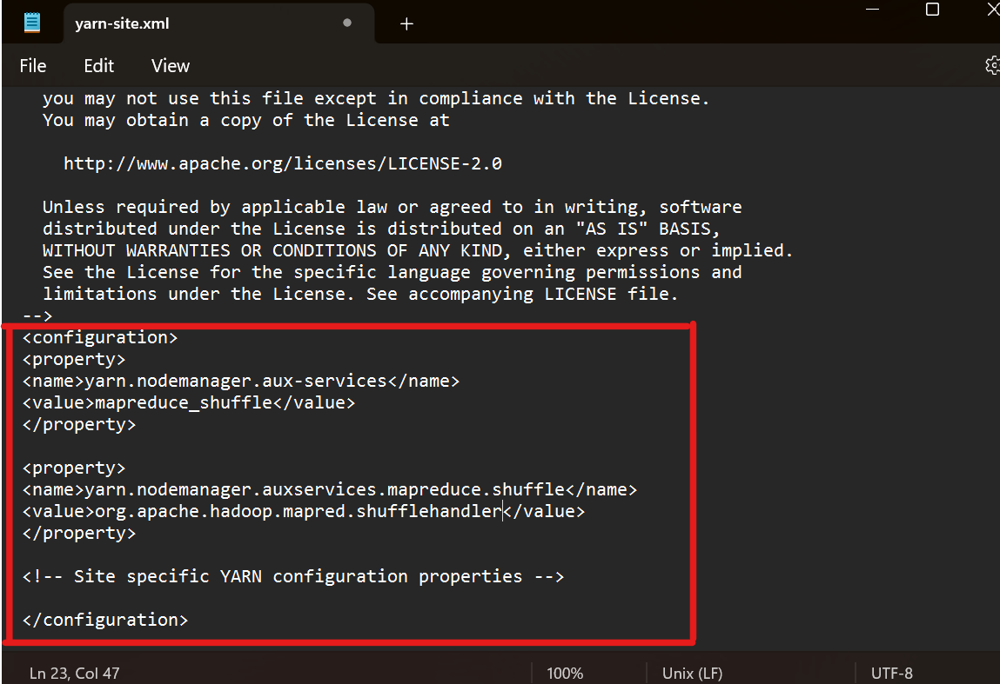 yarn-site.xml
File Edit View
you may not use this file except in compliance with the License.
You may obtain a copy of the License at
http://www.apache.org/licenses/LICENSE-2.0
Unless required by applicable law or agreed to in writing, software
distributed under the License is distributed on an "AS IS" BASIS,
WITHOUT WARRANTIES OR CONDITIONS OF ANY KIND, either express or implied.
See the License for the specific language governing permissions and
limitations under the License. See accompanying LICENSE file.
-->
<configuration>
<property>
<name>yarn.nodemanager.aux-services</name>
<value>mapreduce_shuffle</value>
</property>
<property>
<name>yarn.nodemanager.auxservices.mapreduce.shuffle</name>
<value>org.apache.hadoop.mapred.shufflehandler</value>
</property>
<!-- Site specific YARN configuration properties -->
</configuration>
Ln 23, Col 47 100% Unix (LF) UTF-8